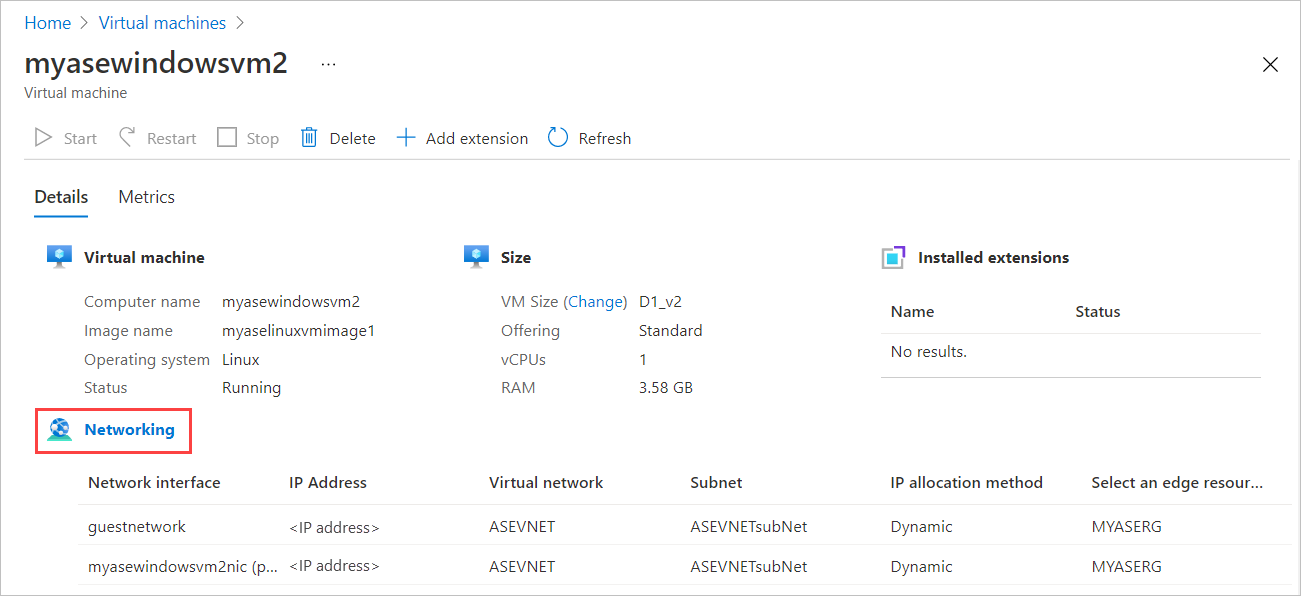 Home > Virtual machines >
myasewindowsvm2 ...
Virtual machine
Start Restart Stop Delete Add extension Refresh
Details Metrics
Virtual machine Size Installed extensions
Computer name myasewindowsvm2 VM Size (Change) D1_v2 Name Status
Image name myaselinuxvmimage1 Offering Standard
Operating system Linux vCPUs 1 No results.
Status Running RAM 3.58 GB
Networking
Network interface IP Address Virtual network Subnet IP allocation method Select an edge resour...
guestnetwork <IP address> ASEVNET ASEVNETsubNet Dynamic MYASERG
myasewindowsvm2nic (p... <IP address> ASEVNET ASEVNETsubNet Dynamic MYASERG